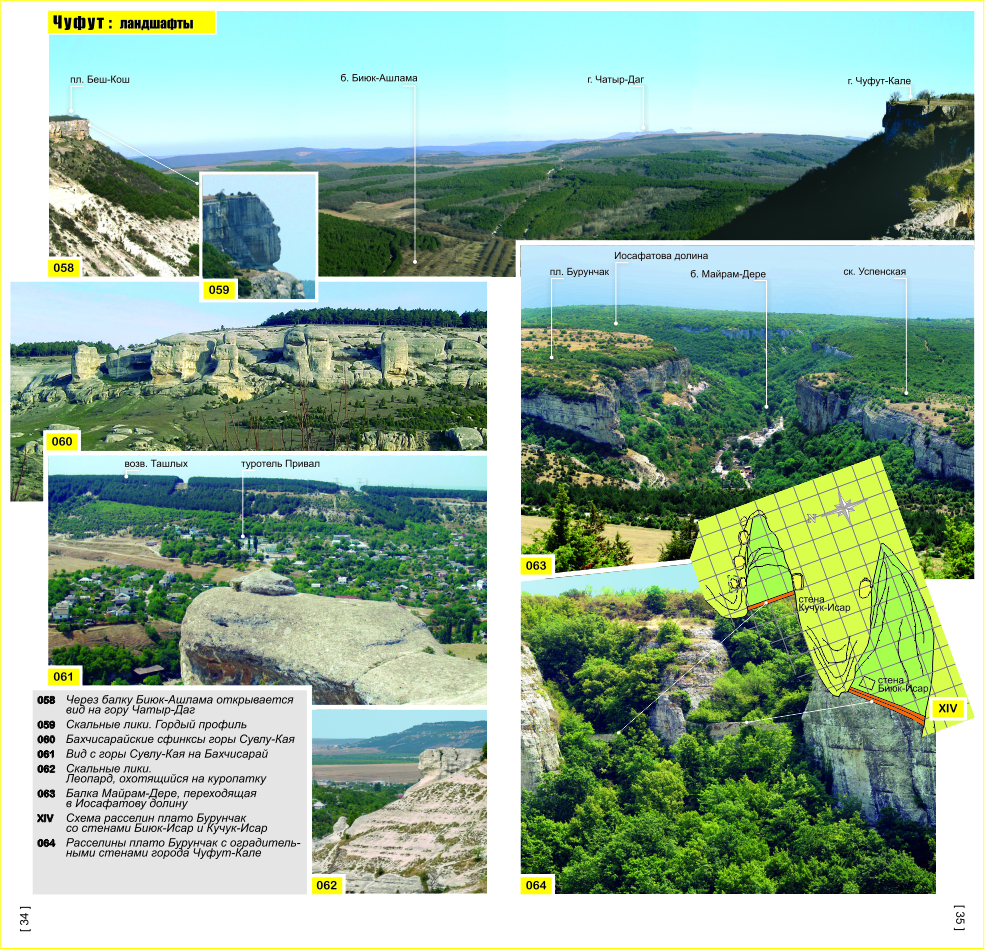 Чуфут : ландшафты
пл. Беш-Кош
б. Биюк-Ашлама
г. Чатыр-Даг
г. Чуфут-Кале
058
059
Иосафатова долина
пл. Бурунчак
б. Майрам-Дере
ск. Успенская
060
возв. Ташлых
туротель Привал
063
N
стена
Кучук-Исар
стена
Биюк-Исар
XIV
061
058 Через балку Биюк-Ашлама открывается
вид на гору Чатыр-Даг
059 Скальные лики. Гордый профиль
060 Бахчисарайские сфинксы горы Сувлу-Кая
061 Вид с горы Сувлу-Кая на Бахчисарай
062 Скальные лики.
Леопард, охотящийся на куропатку
063 Балка Майрам-Дере, переходящая
в Иосафатову долину
XIV Схема расселин плато Бурунчак
со стенами Биюк-Исар и Кучук-Исар
064 Расселины плато Бурунчак с оградитель-
ными стенами города Чуфут-Кале
062
064
[ 34 ]
[ 35 ]